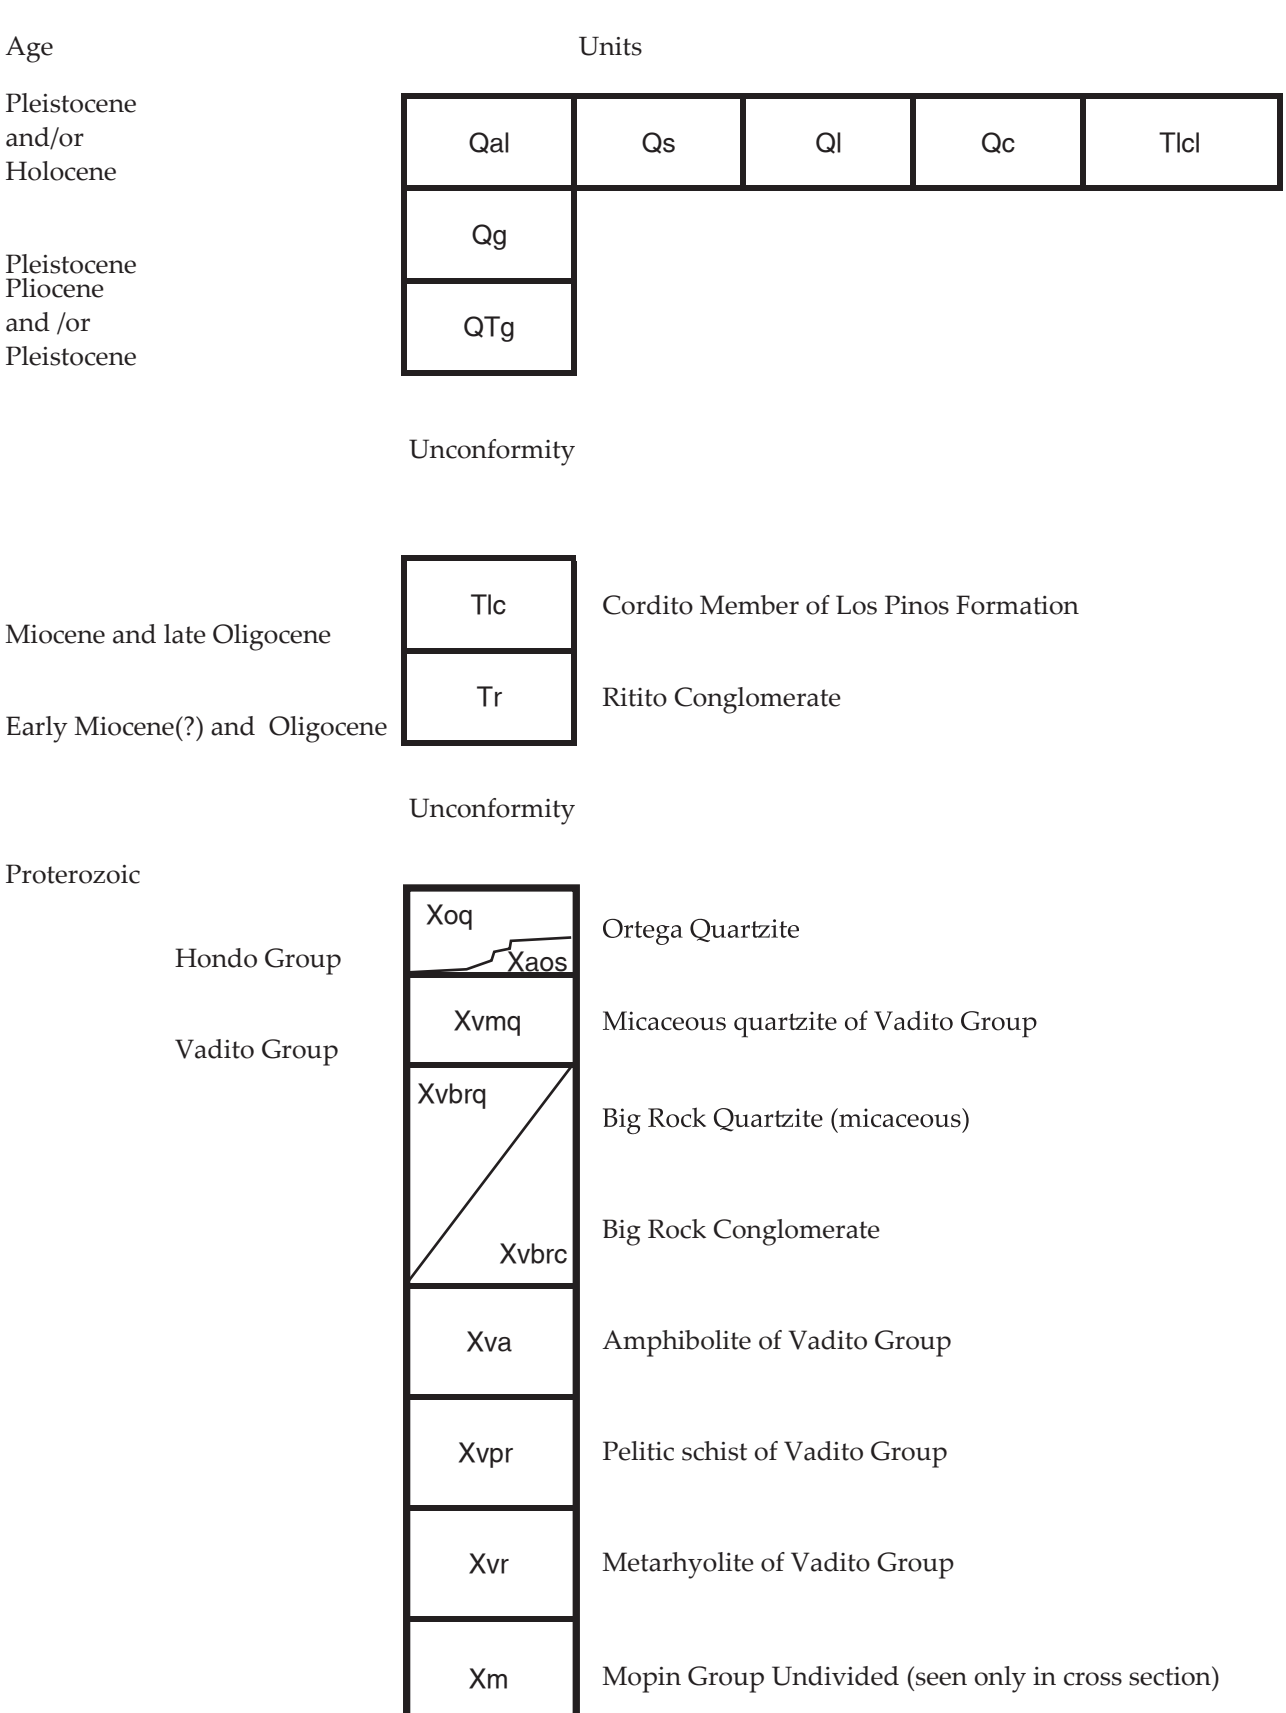 Age Units
Pleistocene
and/or
Holocene
Qal Qs Ql Qc Tlcl
Qg
Pleistocene
Pliocene
and /or
Pleistocene
QTg
Unconformity
Tlc Cordito Member of Los Pinos Formation
Miocene and late Oligocene
Tr Ritito Conglomerate
Early Miocene(?) and Oligocene
Unconformity
Proterozoic
Xoq Ortega Quartzite
Hondo Group
Xaos
Xvmq Micaceous quartzite of Vadito Group
Vadito Group
Xvbrq
Big Rock Quartzite (micaceous)
Big Rock Conglomerate
Xvbrc
Xva Amphibolite of Vadito Group
Xvpr Pelitic schist of Vadito Group
Xvr Metarhyolite of Vadito Group
Xm Mopin Group Undivided (seen only in cross section)